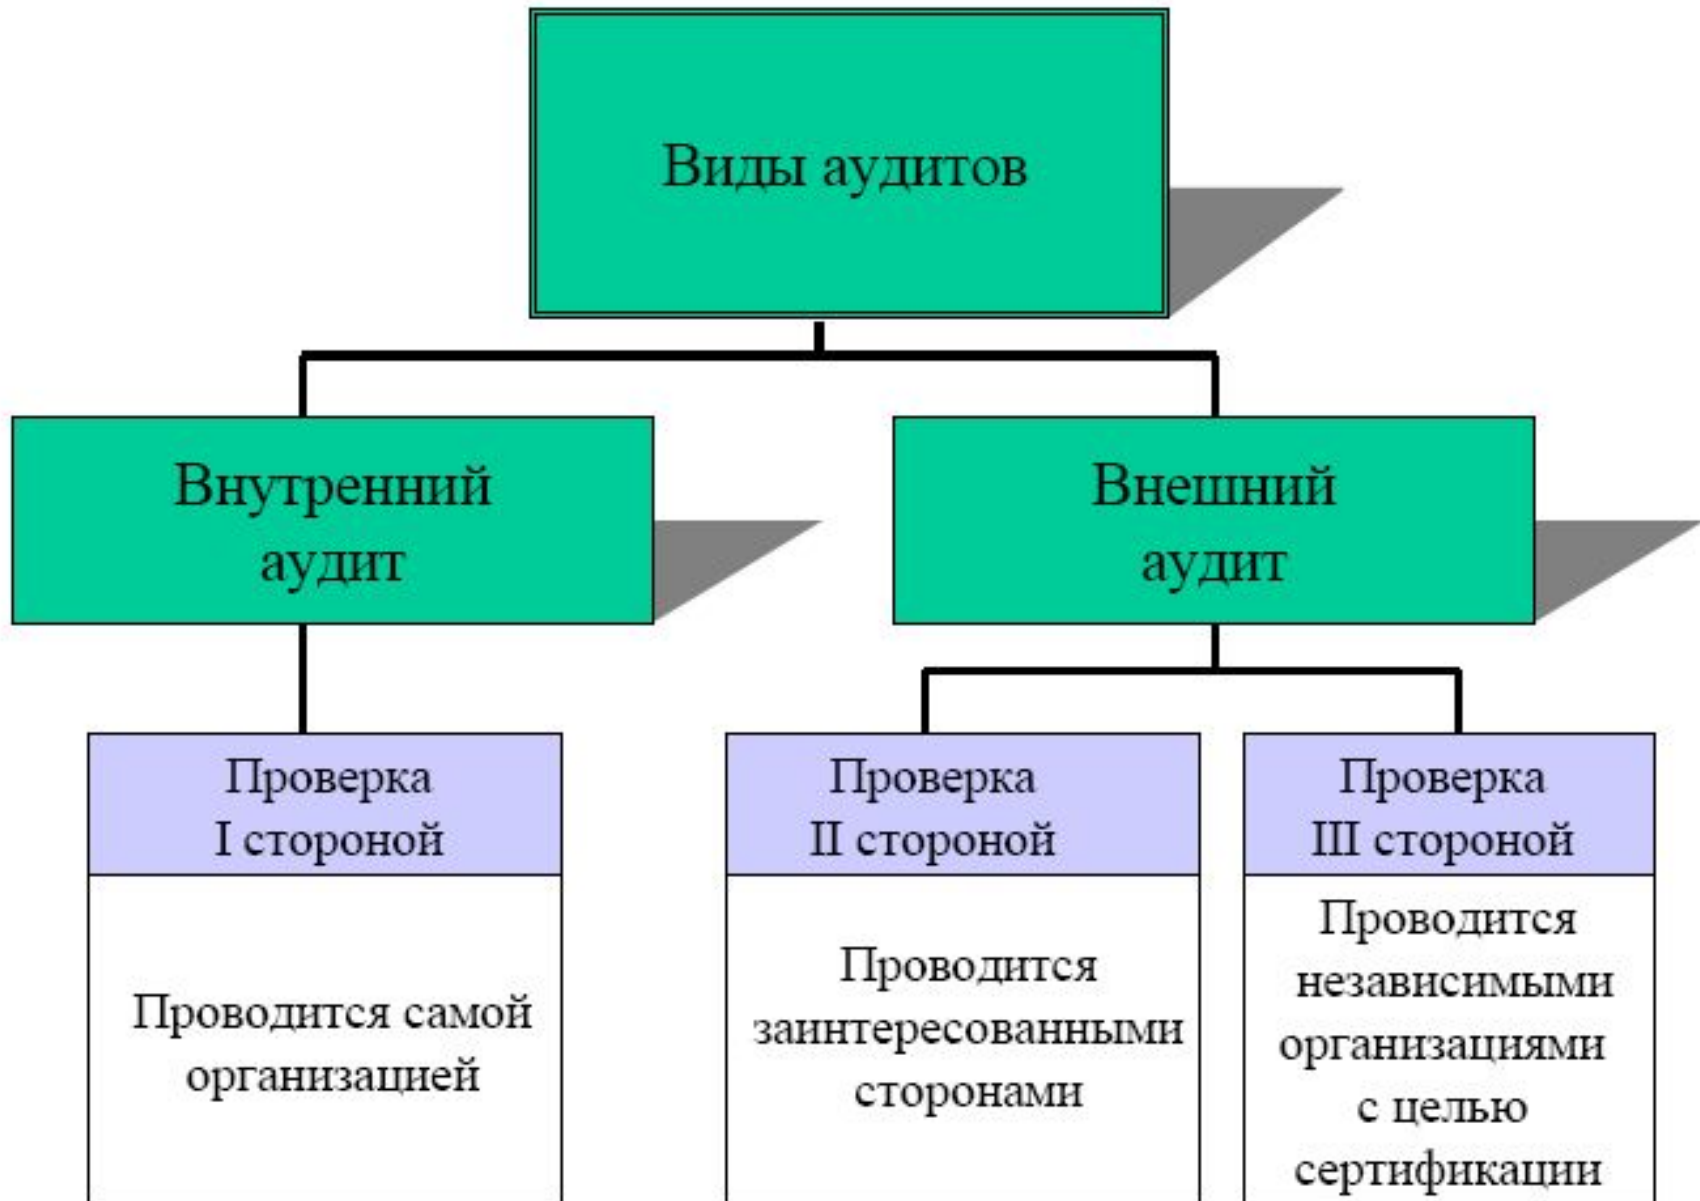 Виды аудитов
Внутренний
аудит
Внешний
аудит
Проверка
I стороной
Проводится самой
организацией
Проверка
II стороной
Проводится
заинтересованными
сторонами
Проверка
III стороной
Проводится
независимыми
организациями
с целью
сертификации